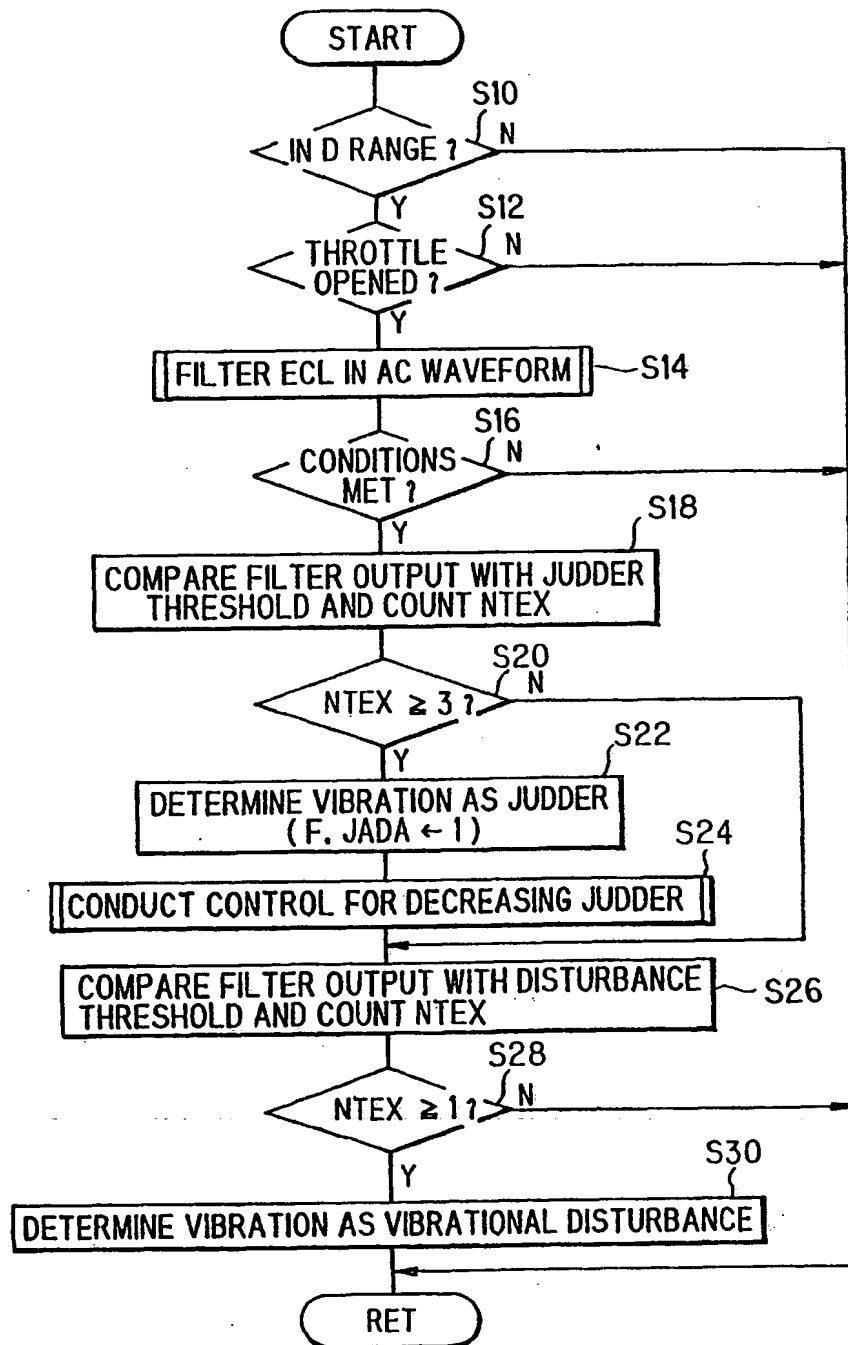 START
S10
IN D RANGE ?
N
Y
S12
THROTTLE
OPENED ?
N
Y
FILTER ECL IN AC WAVEFORM
S14
S16
CONDITIONS
MET ?
N
Y
S18
COMPARE FILTER OUTPUT WITH JUDDER
THRESHOLD AND COUNT NTEX
S20
NTEX ≧ 3 ?
N
Y
S22
DETERMINE VIBRATION AS JUDDER
( F. JADA ← 1 )
S24
CONDUCT CONTROL FOR DECREASING JUDDER
COMPARE FILTER OUTPUT WITH DISTURBANCE
THRESHOLD AND COUNT NTEX
S26
S28
NTEX ≧ 1 ?
N
Y
S30
DETERMINE VIBRATION AS VIBRATIONAL DISTURBANCE
RET